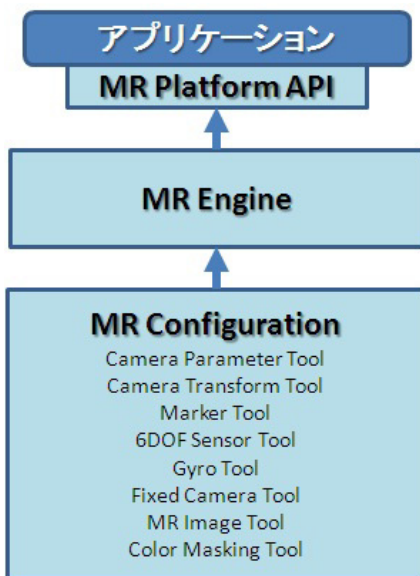 アプリケーション
MR Platform API
MR Engine
MR Configuration
Camera Parameter Tool
Camera Transform Tool
Marker Tool
6DOF Sensor Tool
Gyro Tool
Fixed Camera Tool
MR Image Tool
Color Masking Tool